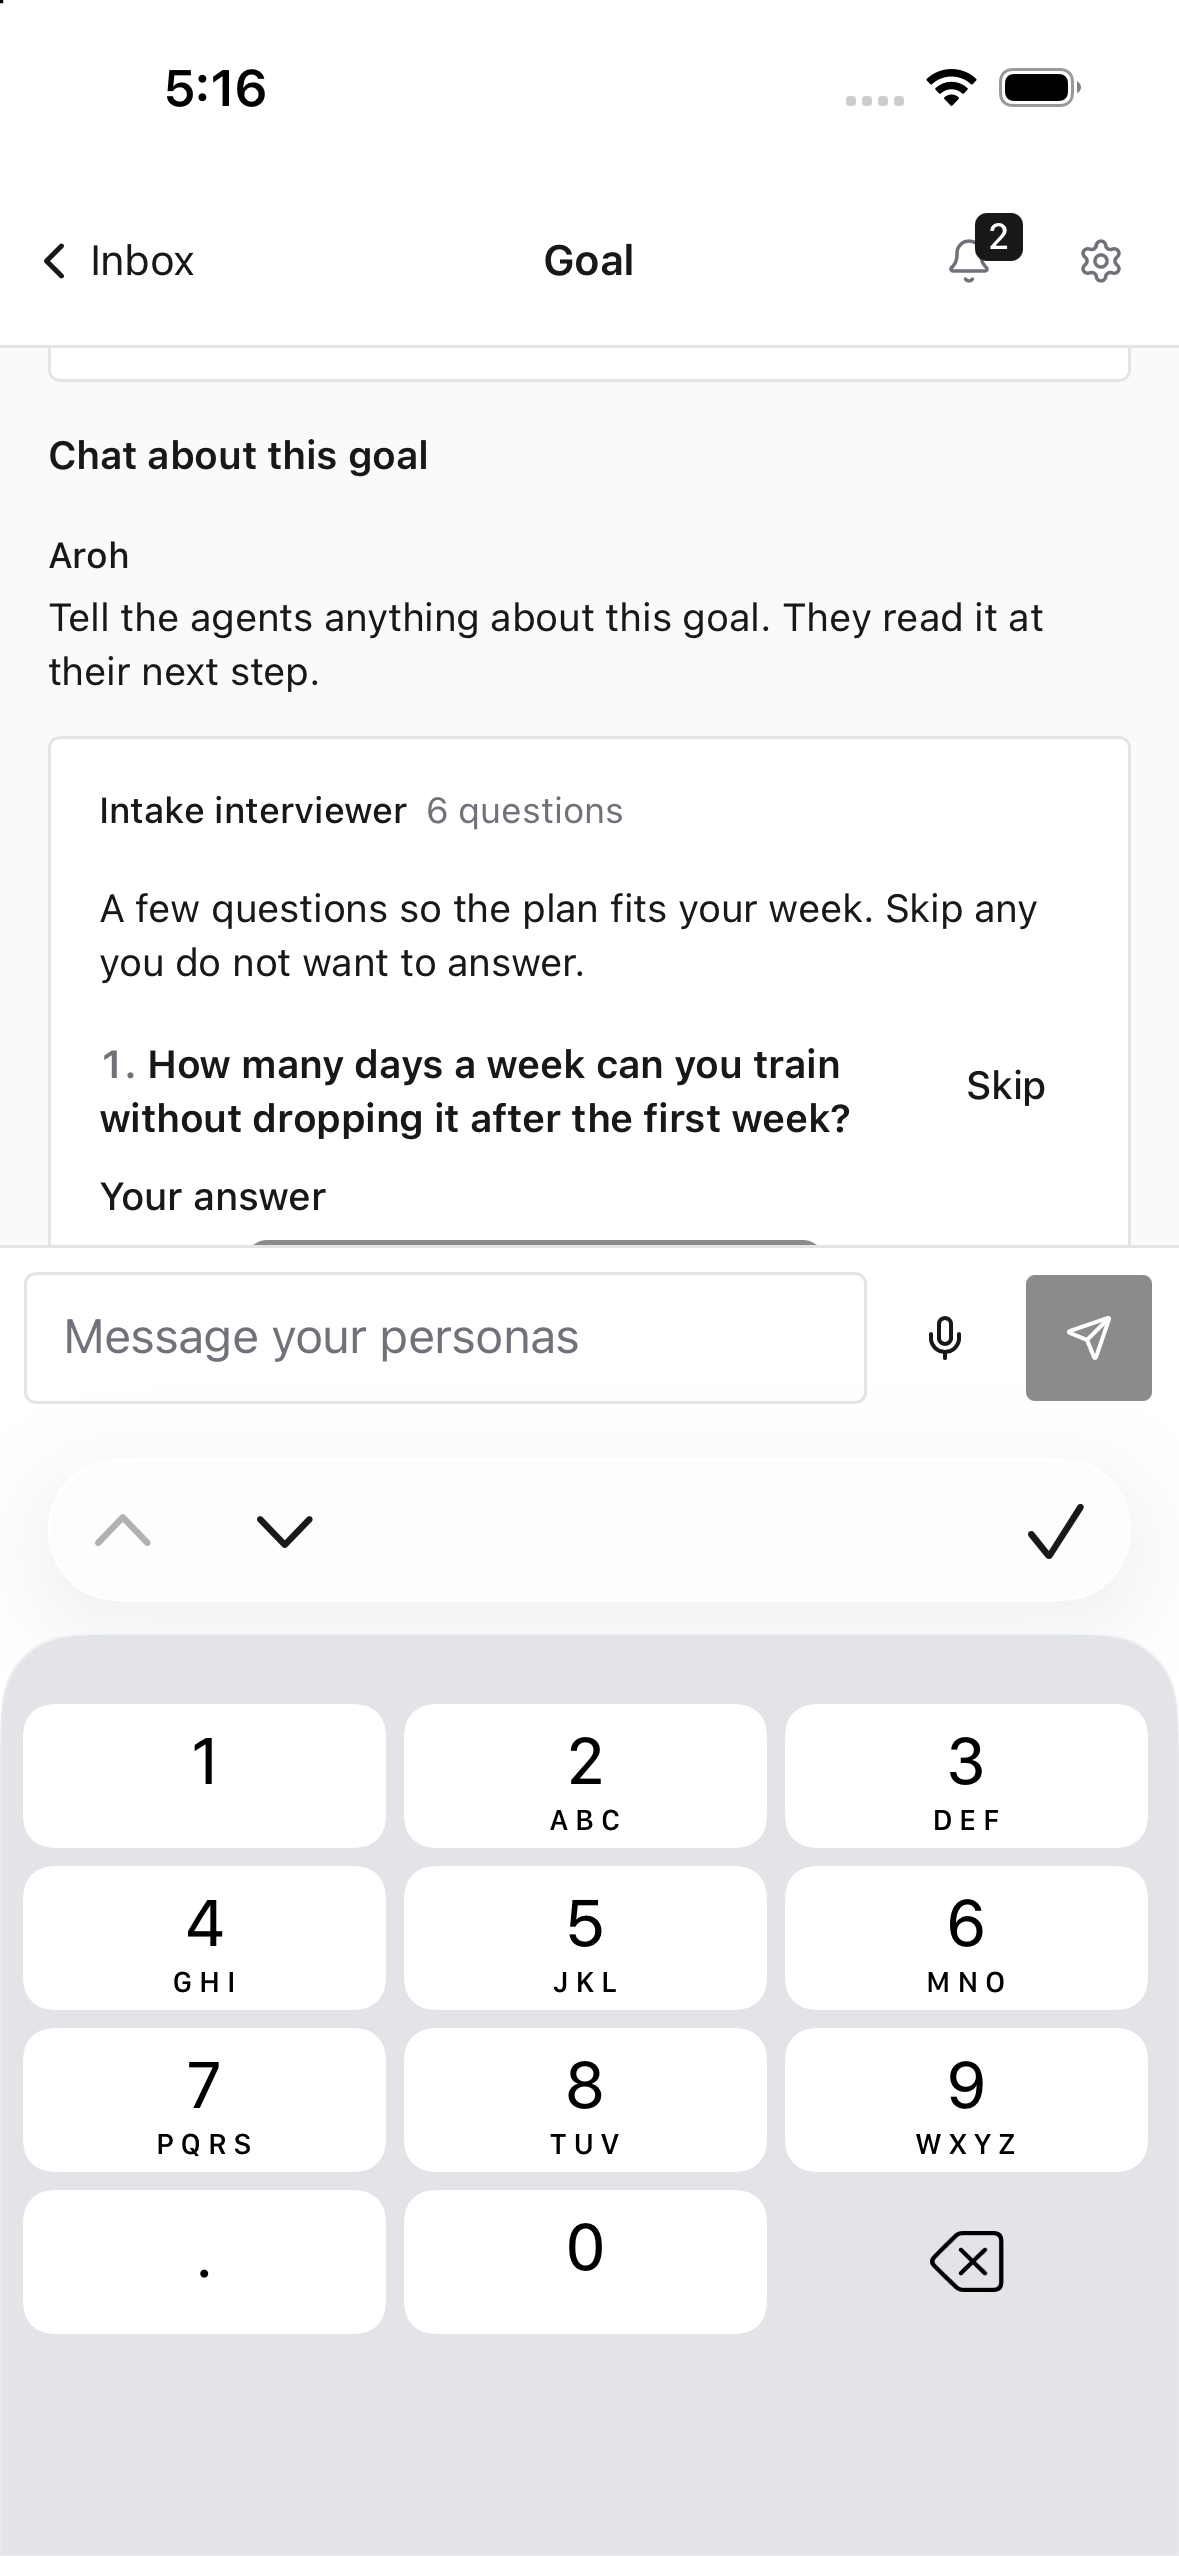 5:16
Inbox
Goal
2
Chat about this goal
Aroh
Tell the agents anything about this goal. They read it at
their next step.
Intake interviewer 6 questions
A few questions so the plan fits your week. Skip any
you do not want to answer.
1. How many days a week can you train
without dropping it after the first week?
Skip
Your answer
Message your personas
1
2
ABC
3
DEF
4
GHI
5
JKL
6
MNO
7
PQRS
8
TUV
9
WXYZ
.
0